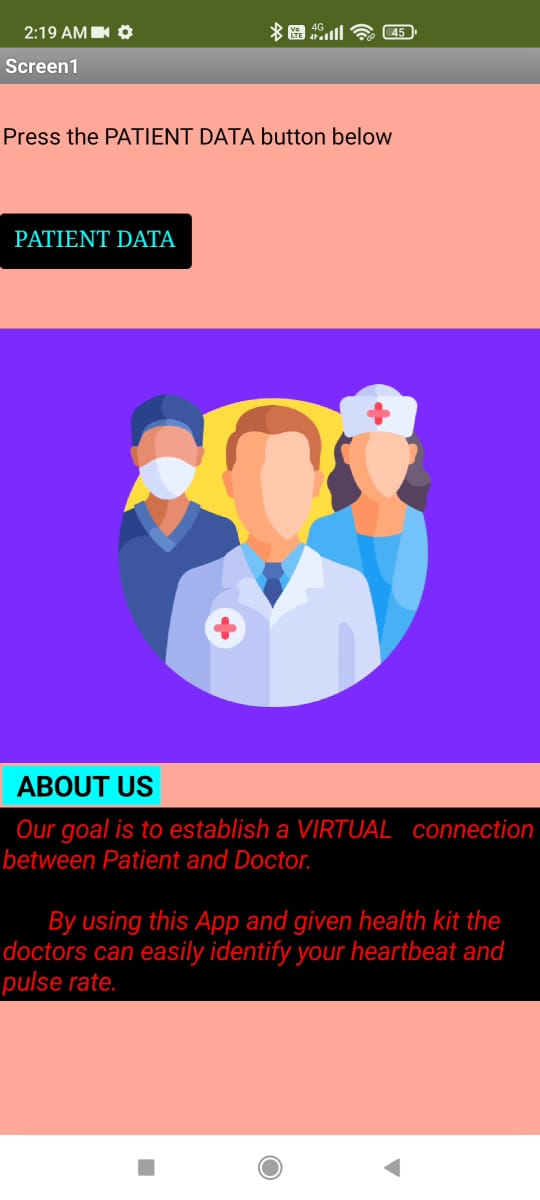 2:19 AM
Vo LTE 4G 45
Screen1
Press the PATIENT DATA button below
PATIENT DATA
ABOUT US
Our goal is to establish a VIRTUAL connection
between Patient and Doctor.
By using this App and given health kit the
doctors can easily identify your heartbeat and
pulse rate.